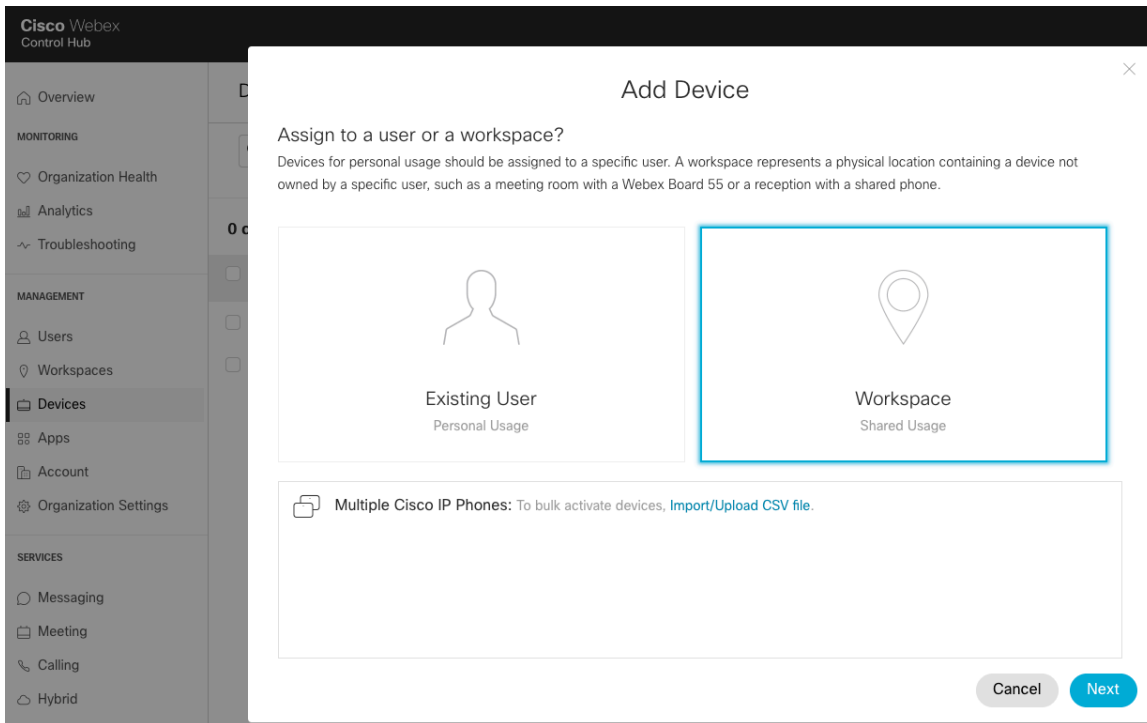 Cisco Webex
Control Hub
Overview
MONITORING
Organization Health
Analytics
Troubleshooting
MANAGEMENT
Users
Workspaces
Devices
Apps
Account
Organization Settings
SERVICES
Messaging
Meeting
Calling
Hybrid
Add Device
Assign to a user or a workspace?
Devices for personal usage should be assigned to a specific user. A workspace represents a physical location containing a device not
owned by a specific user, such as a meeting room with a Webex Board 55 or a reception with a shared phone.
Existing User
Personal Usage
Workspace
Shared Usage
Multiple Cisco IP Phones: To bulk activate devices, Import/Upload CSV file.
Cancel
Next